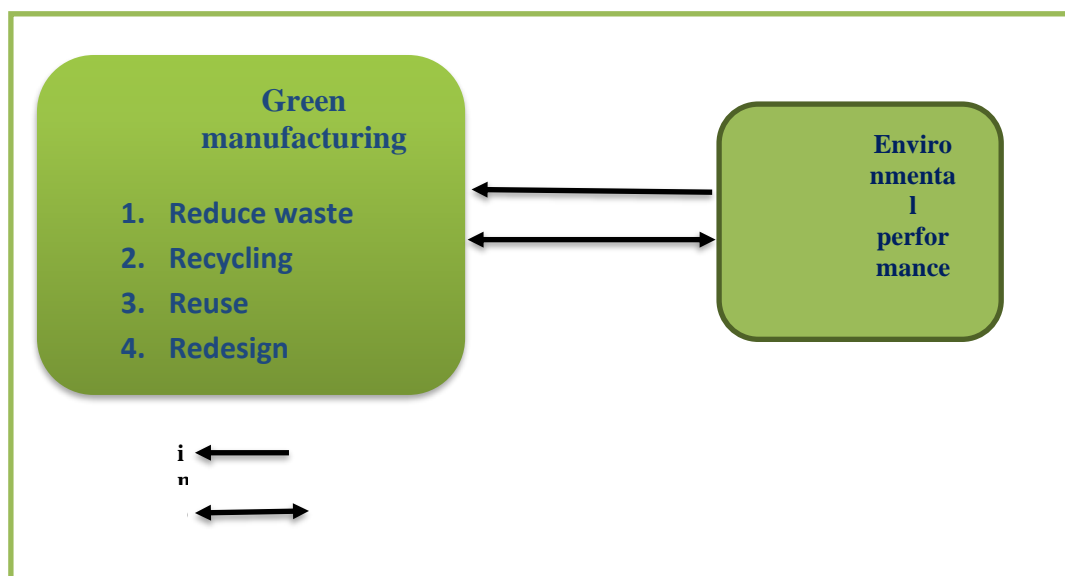 Green
manufacturing
1. Reduce waste
2. Recycling
3. Reuse
4. Redesign
Enviro
nmenta
l
perfor
mance
i